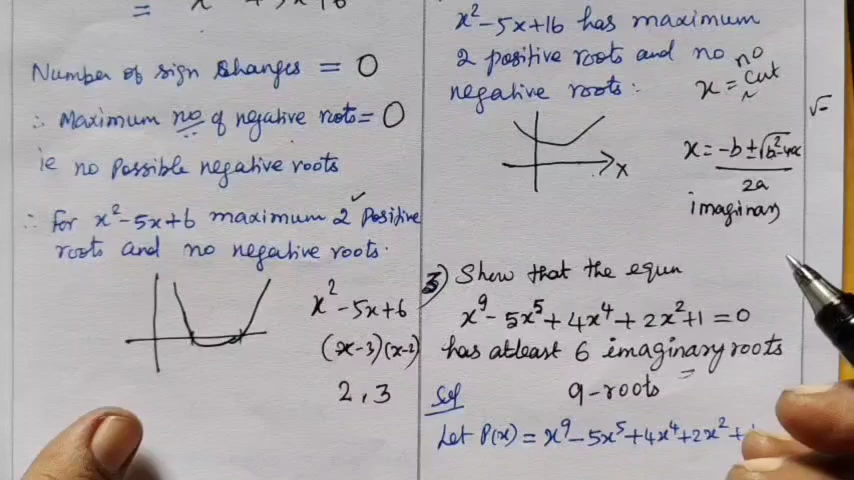 = x² + 5x+6
Number of sign changes = 0
∴ Maximum no of negative roots = 0
ie no possible negative roots
∴ For x²-5x+6 maximum 2 positive
roots and no negative roots.
x²-5x+6
(x-3)(x-2)
2, 3
x²-5x+16 has maximum
2 positive roots and no
negative roots:
no
x = cut
√=
X
x = -b ± √b²-4ac
2a
imaginary
3) Show that the equn
x⁹ - 5x⁵ + 4x⁴ + 2x² + 1 = 0
has atleast 6 imaginary roots
9-roots
Sol
Let P(x) = x⁹ - 5x⁵ + 4x⁴ + 2x² +